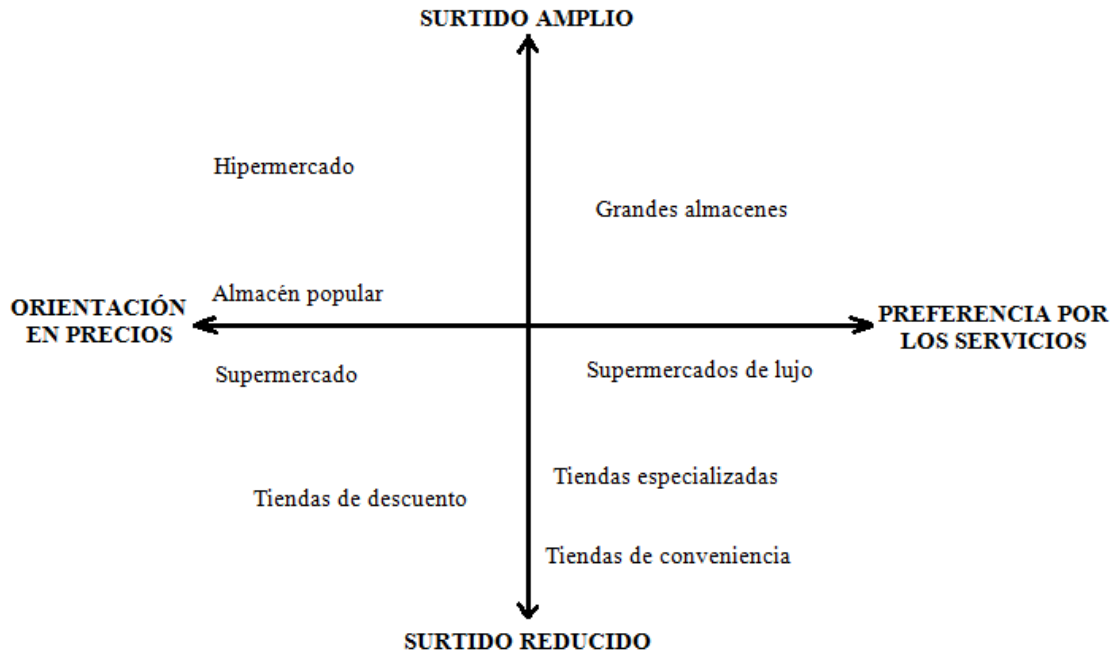 SURTIDO AMPLIO
Hipermercado
Grandes almacenes
Almacén popular
ORIENTACIÓN
EN PRECIOS
PREFERENCIA POR
LOS SERVICIOS
Supermercado
Supermercados de lujo
Tiendas especializadas
Tiendas de descuento
Tiendas de conveniencia
SURTIDO REDUCIDO